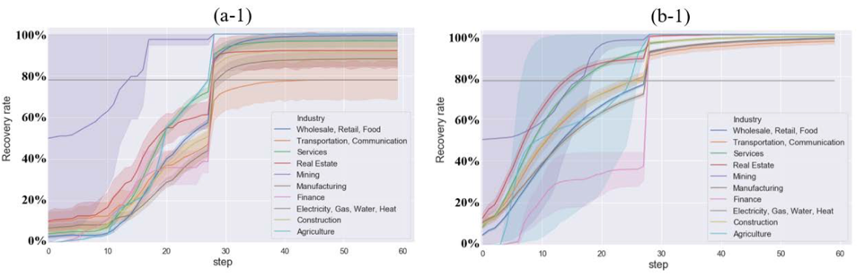 (a-1)
100%
80%
60%
40%
20%
0%
Recovery rate
0 10 20 30 40 50 60
step
Industry
Wholesale, Retail, Food
Transportation, Communication
Services
Real Estate
Mining
Manufacturing
Finance
Electricity, Gas, Water, Heat
Construction
Agriculture
(b-1)
100%
80%
60%
40%
20%
0%
Recovery rate
0 10 20 30 40 50 60
step
Industry
Wholesale, Retail, Food
Transportation, Communication
Services
Real Estate
Mining
Manufacturing
Finance
Electricity, Gas, Water, Heat
Construction
Agriculture